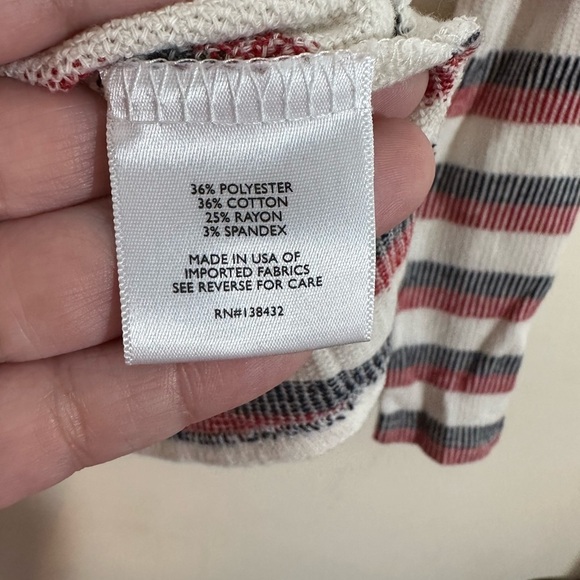 36% POLYESTER
36% COTTON
25% RAYON
3% SPANDEX
MADE IN USA OF
IMPORTED FABRICS
SEE REVERSE FOR CARE
RN#138432